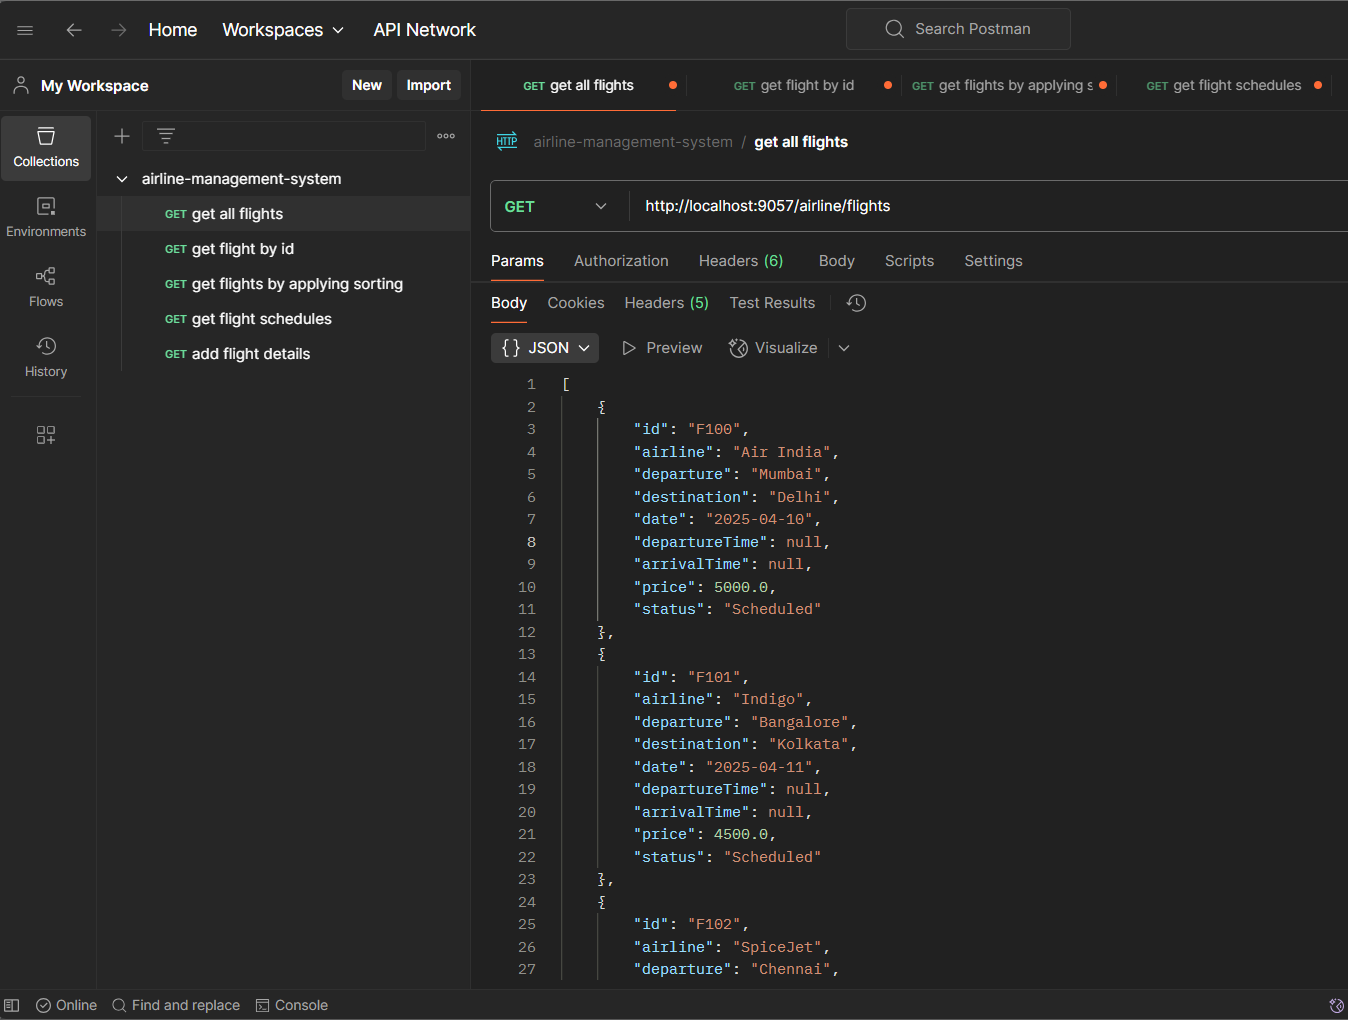 Home Workspaces API Network Search Postman
My Workspace New Import
GET get all flights GET get flight by id GET get flights by applying s GET get flight schedules
Collections
Environments
Flows
History
airline-management-system
GET get all flights
GET get flight by id
GET get flights by applying sorting
GET get flight schedules
GET add flight details
HTTP airline-management-system / get all flights
GET http://localhost:9057/airline/flights
Params Authorization Headers (6) Body Scripts Settings
Body Cookies Headers (5) Test Results
{} JSON Preview Visualize
1 [
2 {
3 "id": "F100",
4 "airline": "Air India",
5 "departure": "Mumbai",
6 "destination": "Delhi",
7 "date": "2025-04-10",
8 "departureTime": null,
9 "arrivalTime": null,
10 "price": 5000.0,
11 "status": "Scheduled"
12 },
13 {
14 "id": "F101",
15 "airline": "Indigo",
16 "departure": "Bangalore",
17 "destination": "Kolkata",
18 "date": "2025-04-11",
19 "departureTime": null,
20 "arrivalTime": null,
21 "price": 4500.0,
22 "status": "Scheduled"
23 },
24 {
25 "id": "F102",
26 "airline": "SpiceJet",
27 "departure": "Chennai",
Online Find and replace Console